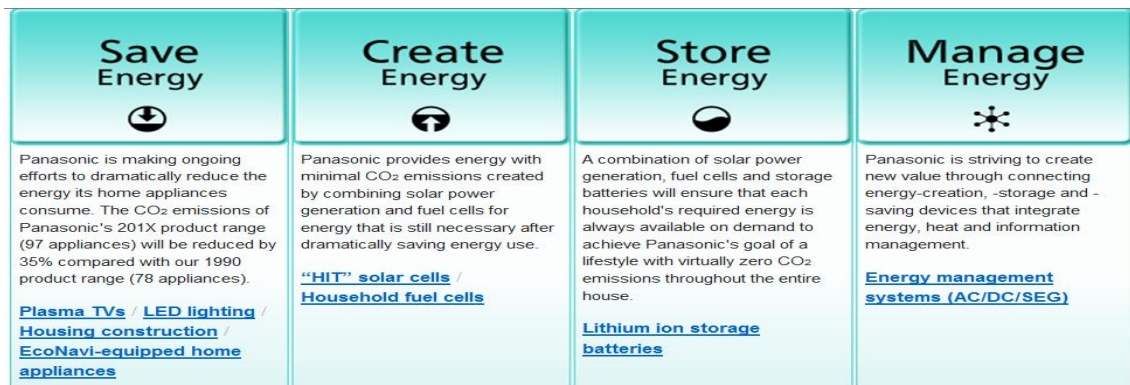 Save
Energy
Panasonic is making ongoing
efforts to dramatically reduce the
energy its home appliances
consume. The CO₂ emissions of
Panasonic's 201X product range
(97 appliances) will be reduced by
35% compared with our 1990
product range (78 appliances).
Plasma TVs / LED lighting /
Housing construction /
EcoNavi-equipped home
appliances
Create
Energy
Panasonic provides energy with
minimal CO₂ emissions created
by combining solar power
generation and fuel cells for
energy that is still necessary after
dramatically saving energy use.
“HIT” solar cells /
Household fuel cells
Store
Energy
A combination of solar power
generation, fuel cells and storage
batteries will ensure that each
household's required energy is
always available on demand to
achieve Panasonic's goal of a
lifestyle with virtually zero CO₂
emissions throughout the entire
house.
Lithium ion storage
batteries
Manage
Energy
Panasonic is striving to create
new value through connecting
energy-creation, -storage and -
saving devices that integrate
energy, heat and information
management.
Energy management
systems (AC/DC/SEG)